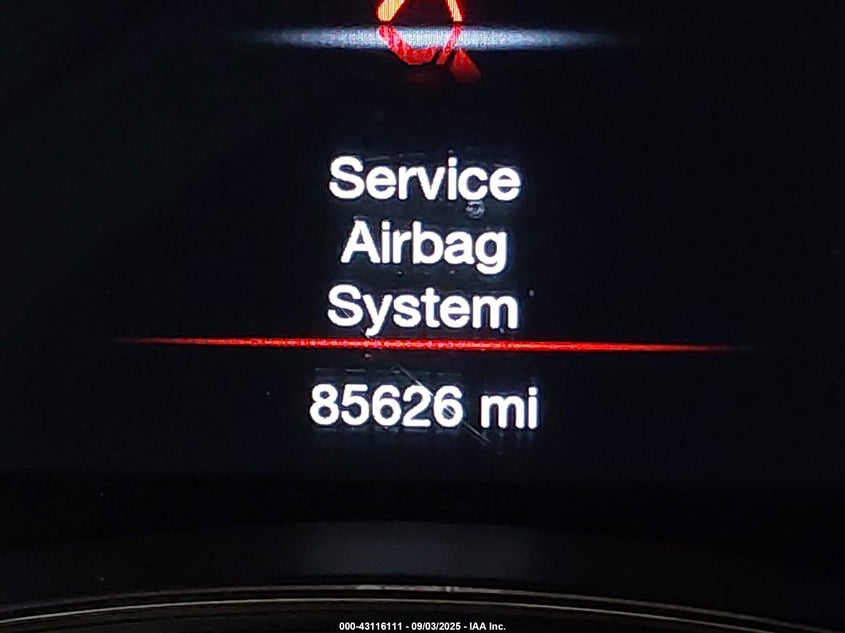 Service
Airbag
System
85626 mi
000-43116111 - 09/03/2025 - IAA Inc.